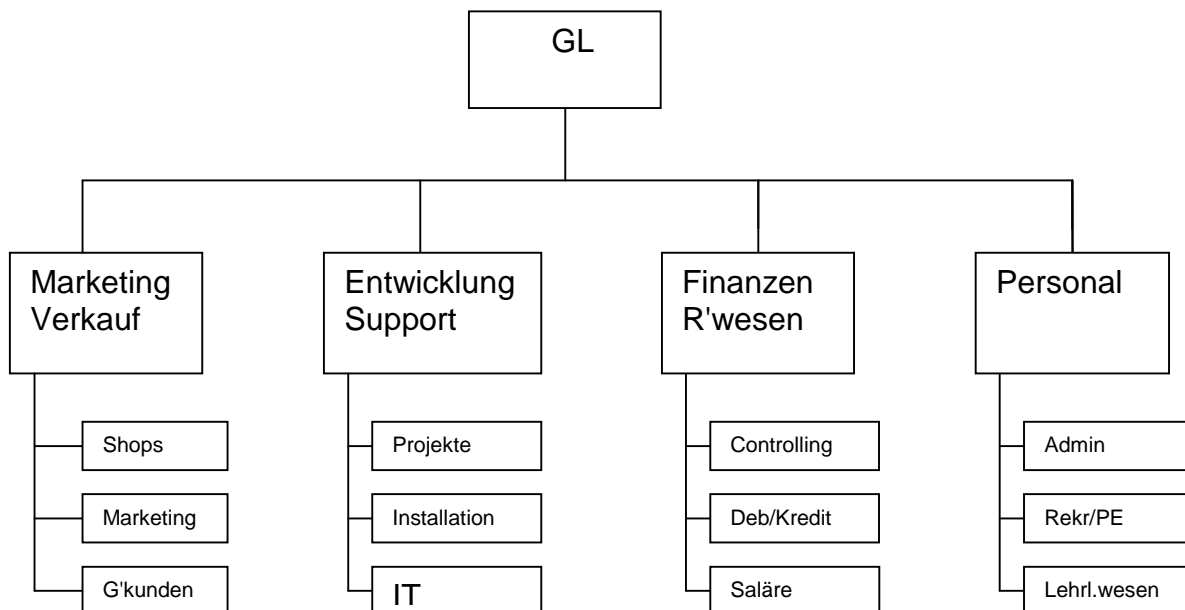 GL
Marketing
Verkauf
Entwicklung
Support
Finanzen
R'wesen
Personal
Shops
Projekte
Controlling
Admin
Marketing
Installation
Deb/Kredit
Rekr/PE
G'kunden
IT
Saläre
Lehrl.wesen